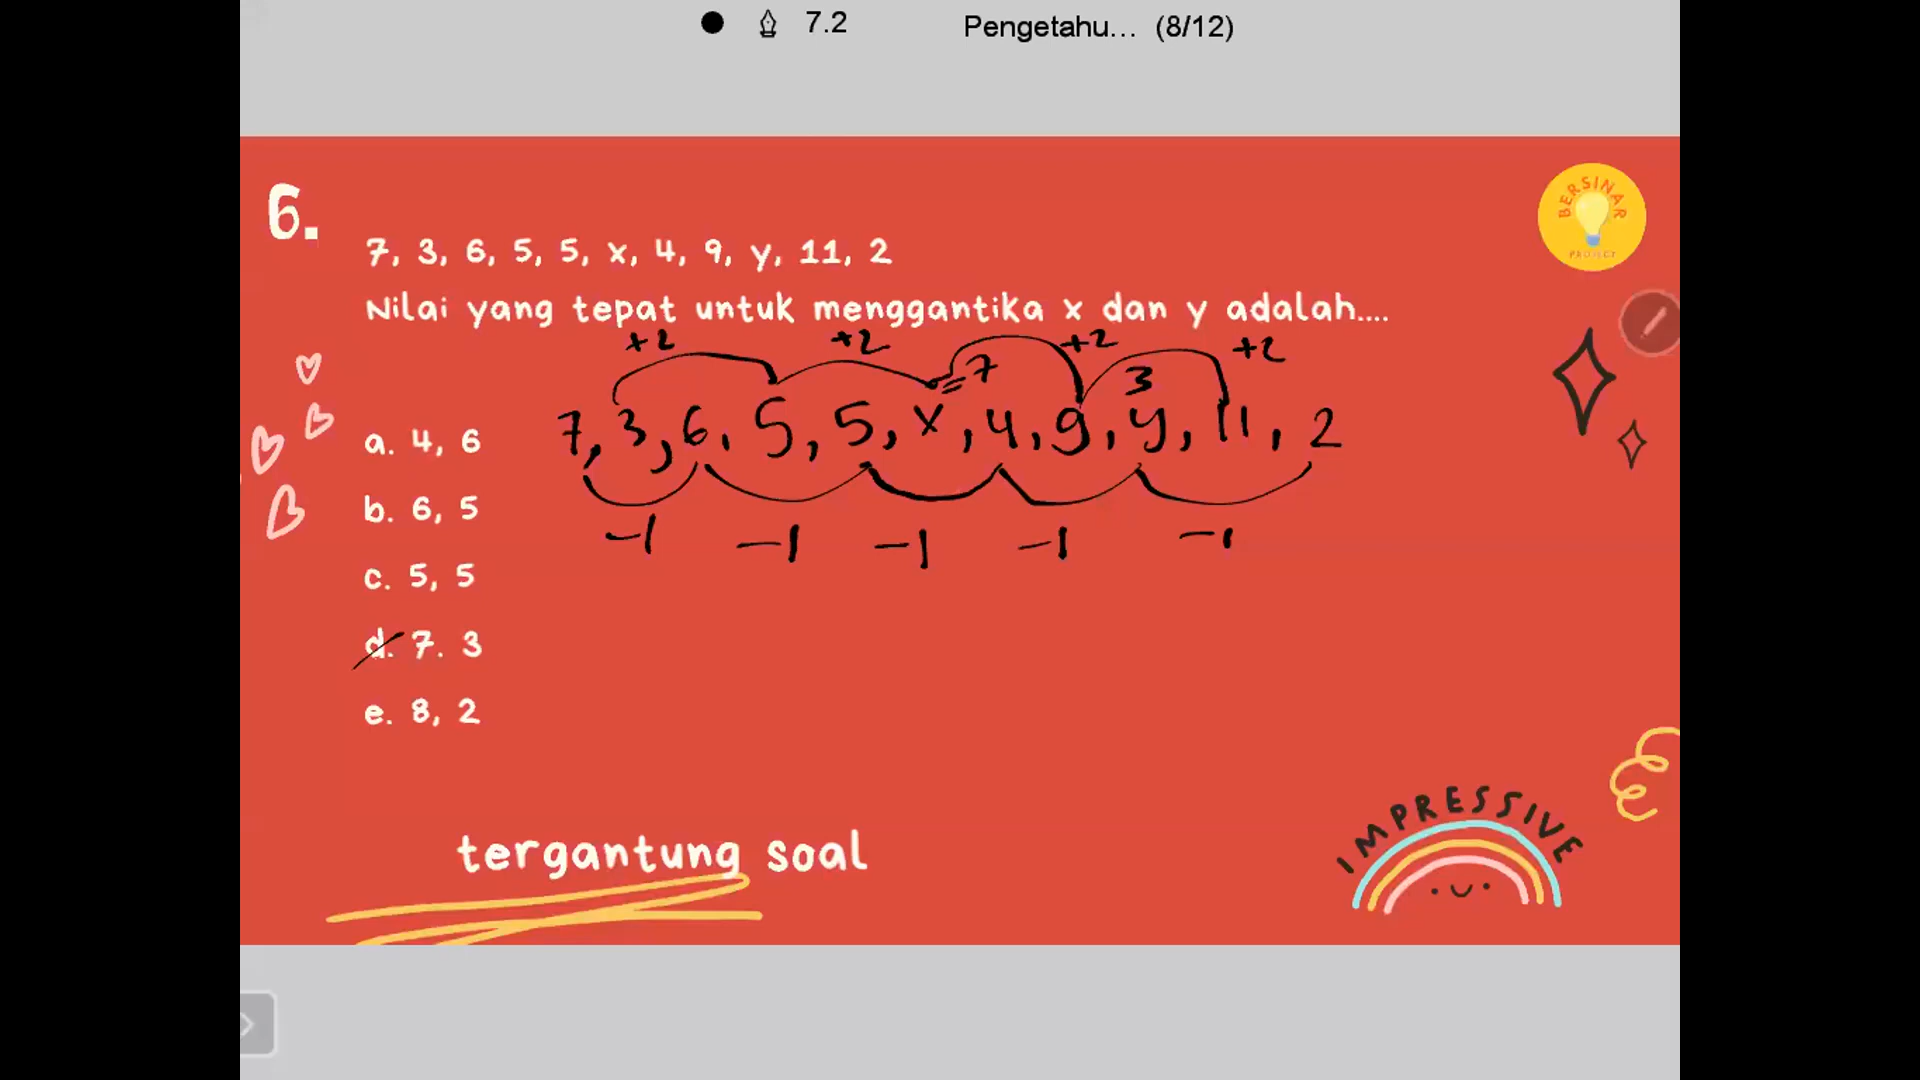 7.2 Pengetahu... (8/12)
6.
7, 3, 6, 5, 5, x, 4, 9, y, 11, 2
Nilai yang tepat untuk menggantika x dan y adalah....
+2 +2 +2 +2
=7 3
7, 3, 6, 5, 5, x, 4, 9, y, 11, 2
-1 -1 -1 -1 -1
a. 4, 6
b. 6, 5
c. 5, 5
d. 7. 3
e. 8, 2
tergantung soal
BERSINAR
PROJECT
IMPRESSIVE